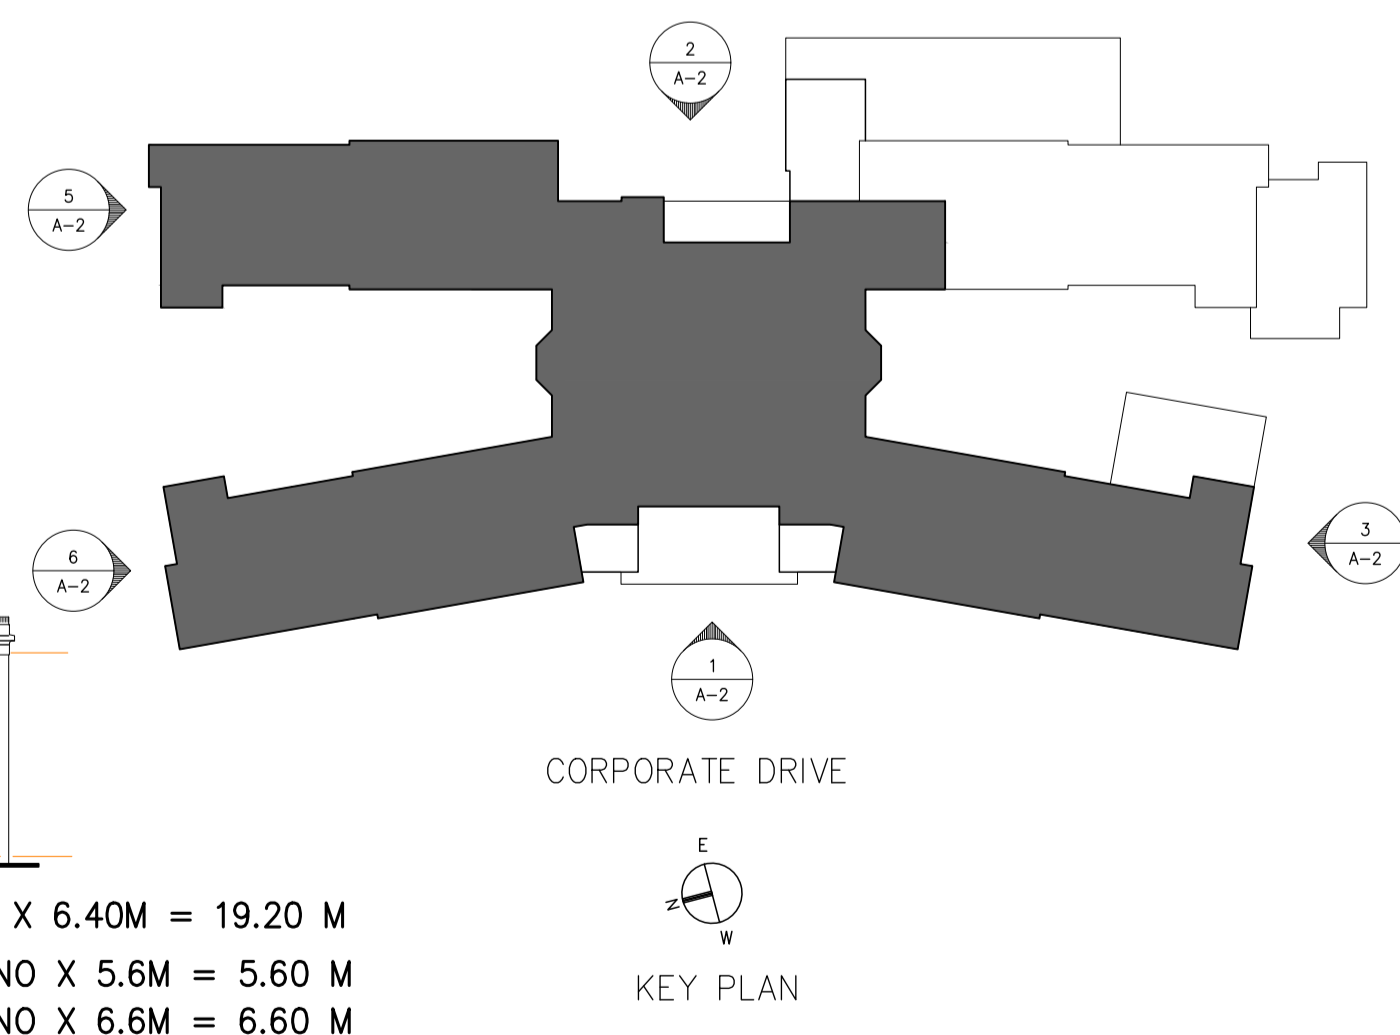 2
A-2
5
A-2
6
A-2
3
A-2
1
A-2
CORPORATE DRIVE
E
N
W
X 6.40M = 19.20 M
NO X 5.6M = 5.60 M
NO X 6.6M = 6.60 M
KEY PLAN